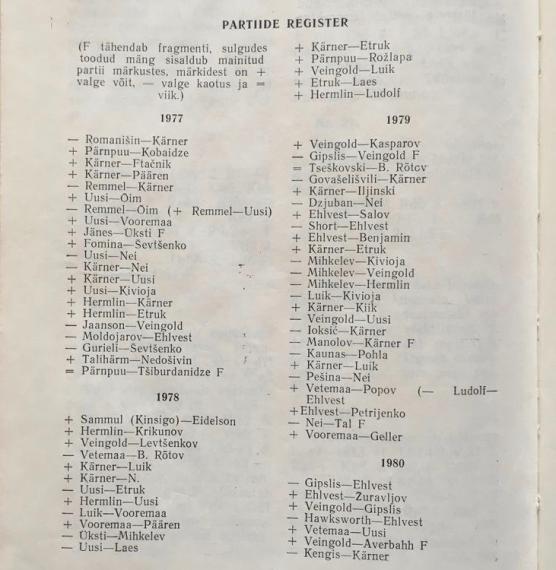 PARTIIDE REGISTER
(F tähendab fragmenti, sulgudes
toodud mäng sisaldub mainitud
partii märkustes, märkidest on +
valge võit, — valge kaotus ja =
viik.)
1977
— Romanišin—Kärner
+ Pärnpuu—Kobaidze
+ Kärner—Ftačnik
+ Kärner—Päären
— Remmel—Kärner
+ Uusi—Õim
— Remmel—Õim (+ Remmel—Uusi)
+ Uusi—Vooremaa
+ Jänes—Üksti F
+ Fomina—Ševtšenko
— Uusi—Nei
— Kärner—Nei
+ Kärner—Uusi
+ Uusi—Kivioja
+ Hermlin—Kärner
+ Hermlin—Etruk
— Jaanson—Veingold
— Moldojarov—Ehlvest
— Gurieli—Ševtšenko
+ Taliharm—Nedošivin
= Pärnpuu—Tšiburdanidze F
1978
+ Sammul (Kinsigo)—Eidelson
+ Hermlin—Krikunov
+ Veingold—Levtšenkov
— Vetemaa—B. Rõtov
+ Kärner—Luik
+ Kärner—N.
— Uusi—Etruk
+ Hermlin—Uusi
— Luik—Vooremaa
+ Vooremaa—Päären
— Üksti—Mihkelev
— Uusi—Laes
+ Kärner—Etruk
+ Pärnpuu—Rožlapa
+ Veingold—Luik
+ Etruk—Laes
+ Hermlin—Ludolf
1979
+ Veingold—Kasparov
— Gipslis—Veingold F
= Tseškovski—B. Rõtov
— Govašelišvili—Kärner
+ Kärner—Iljinski
— Dzjuban—Nei
+ Ehlvest—Salov
— Short—Ehlvest
+ Ehlvest—Benjamin
+ Kärner—Etruk
— Mihkelev—Kivioja
— Mihkelev—Veingold
— Mihkelev—Hermlin
— Luik—Kivioja
+ Kärner—Kiik
— Veingold—Uusi
— Ioksić—Kärner
— Manolov—Kärner F
— Kaunas—Pohla
+ Kärner—Luik
— Pešina—Nei
+ Vetemaa—Popov (— Ludolf—
Ehlvest
+Ehlvest—Petrijenko
— Nei—Tal F
+ Vooremaa—Geller
1980
— Gipslis—Ehlvest
+ Ehlvest—Žuravljov
+ Veingold—Gipslis
— Hawksworth—Ehlvest
+ Vetemaa—Uusi
+ Veingold—Averbahh F
— Kengis—Kärner